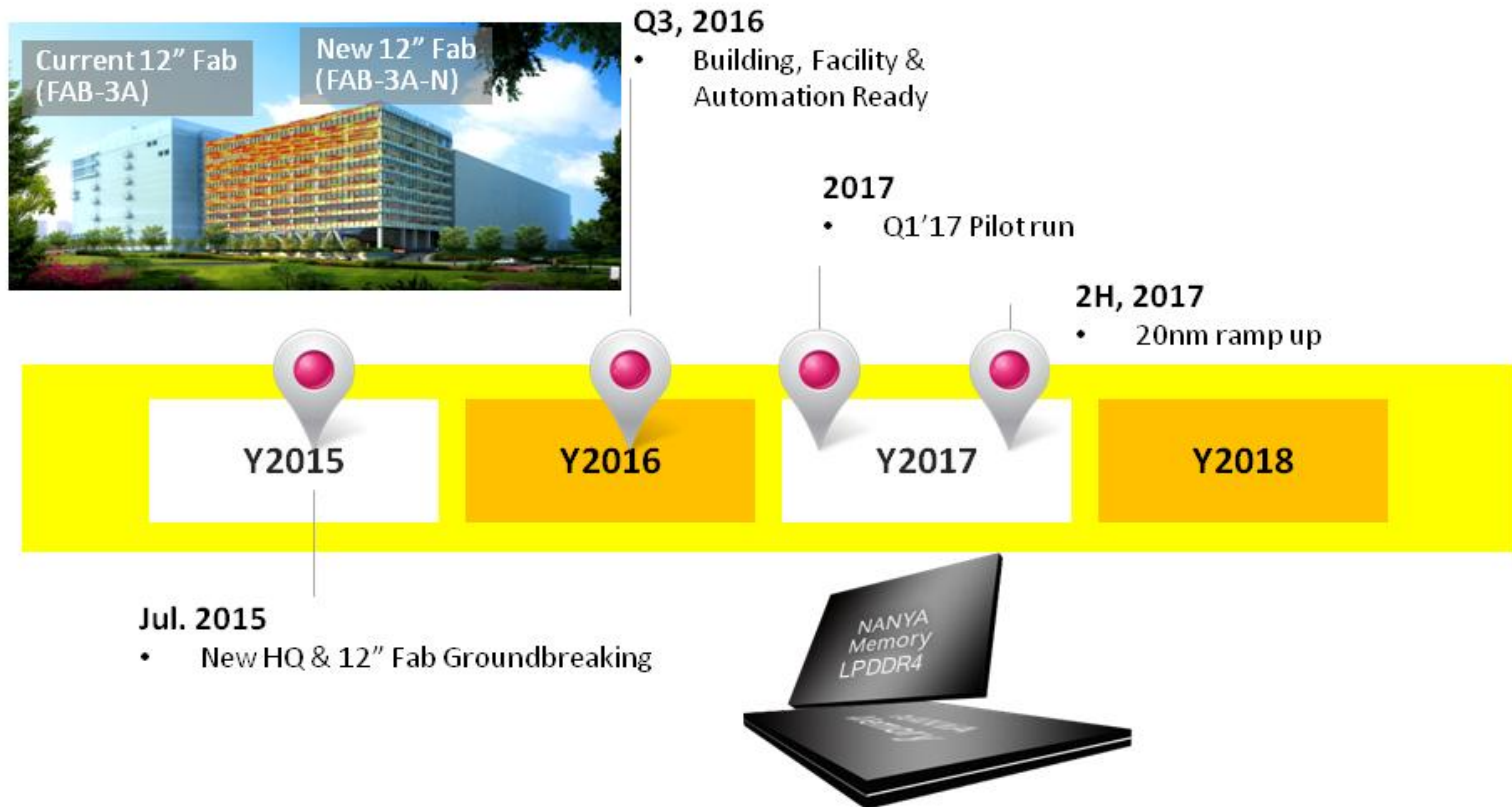 Current 12” Fab
(FAB-3A)
New 12” Fab
(FAB-3A-N)
Q3, 2016
• Building, Facility &
Automation Ready
2017
• Q1’17 Pilot run
2H, 2017
• 20nm ramp up
Y2015
Y2016
Y2017
Y2018
Jul. 2015
• New HQ & 12” Fab Groundbreaking
NANYA
Memory
LPDDR4
NANYA
Memory